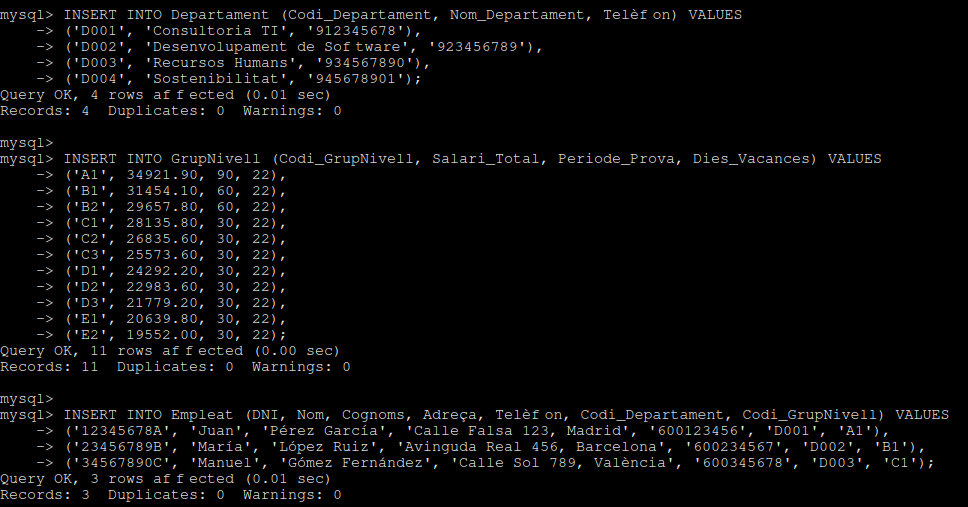 mysql> INSERT INTO Departament (Codi_Departament, Nom_Departament, Telèfon) VALUES
    -> ('D001', 'Consultoria TI', '912345678'),
    -> ('D002', 'Desenvolupament de Software', '923456789'),
    -> ('D003', 'Recursos Humans', '934567890'),
    -> ('D004', 'Sostenibilitat', '945678901');
Query OK, 4 rows affected (0.01 sec)
Records: 4  Duplicates: 0  Warnings: 0
mysql>
mysql> INSERT INTO GrupNivell (Codi_GrupNivell, Salari_Total, Periode_Prova, Dies_Vacances) VALUES
    -> ('A1', 34921.90, 90, 22),
    -> ('B1', 31454.10, 60, 22),
    -> ('B2', 29657.80, 60, 22),
    -> ('C1', 28135.80, 30, 22),
    -> ('C2', 26835.60, 30, 22),
    -> ('C3', 25573.60, 30, 22),
    -> ('D1', 24292.20, 30, 22),
    -> ('D2', 22983.60, 30, 22),
    -> ('D3', 21779.20, 30, 22),
    -> ('E1', 20639.80, 30, 22),
    -> ('E2', 19552.00, 30, 22);
Query OK, 11 rows affected (0.00 sec)
Records: 11  Duplicates: 0  Warnings: 0
mysql>
mysql> INSERT INTO Empleat (DNI, Nom, Cognoms, Adreça, Telèfon, Codi_Departament, Codi_GrupNivell) VALUES
    -> ('12345678A', 'Juan', 'Pérez García', 'Calle Falsa 123, Madrid', '600123456', 'D001', 'A1'),
    -> ('23456789B', 'María', 'López Ruiz', 'Avinguda Real 456, Barcelona', '600234567', 'D002', 'B1'),
    -> ('34567890C', 'Manuel', 'Gómez Fernández', 'Calle Sol 789, València', '600345678', 'D003', 'C1');
Query OK, 3 rows affected (0.01 sec)
Records: 3  Duplicates: 0  Warnings: 0